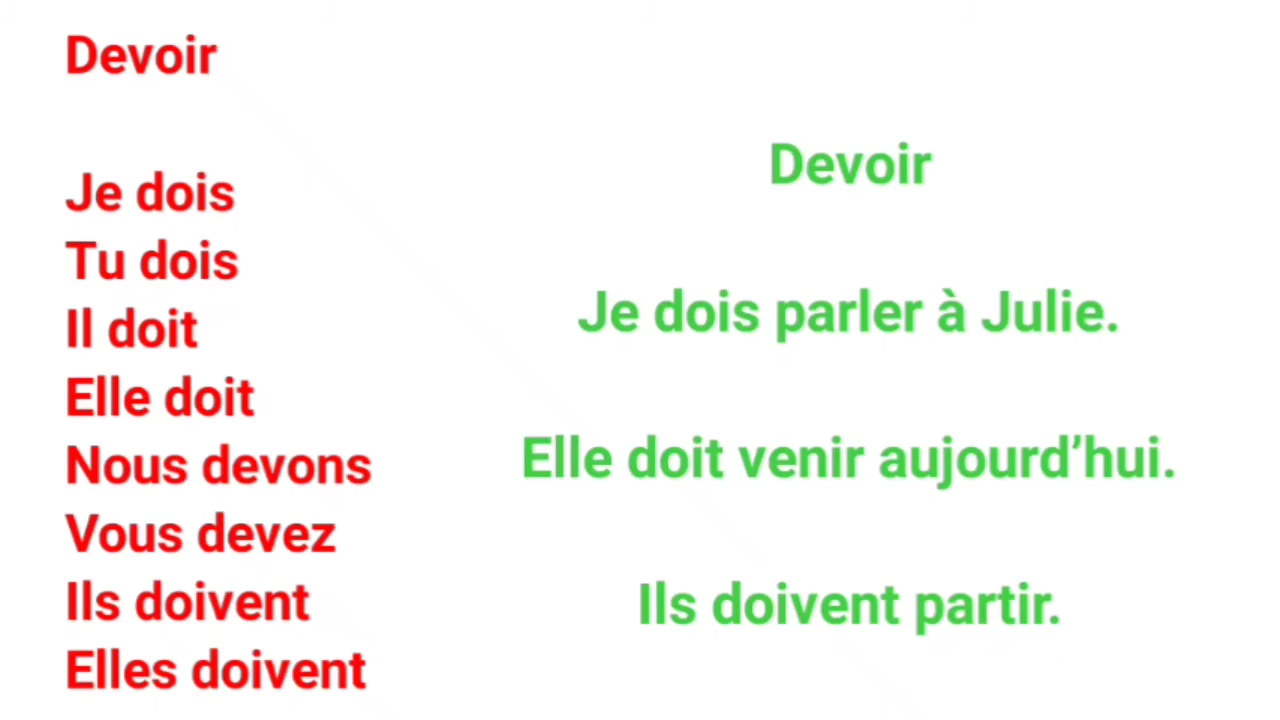 Devoir
Je dois
Tu dois
Il doit
Elle doit
Nous devons
Vous devez
Ils doivent
Elles doivent
Devoir
Je dois parler à Julie.
Elle doit venir aujourd’hui.
Ils doivent partir.